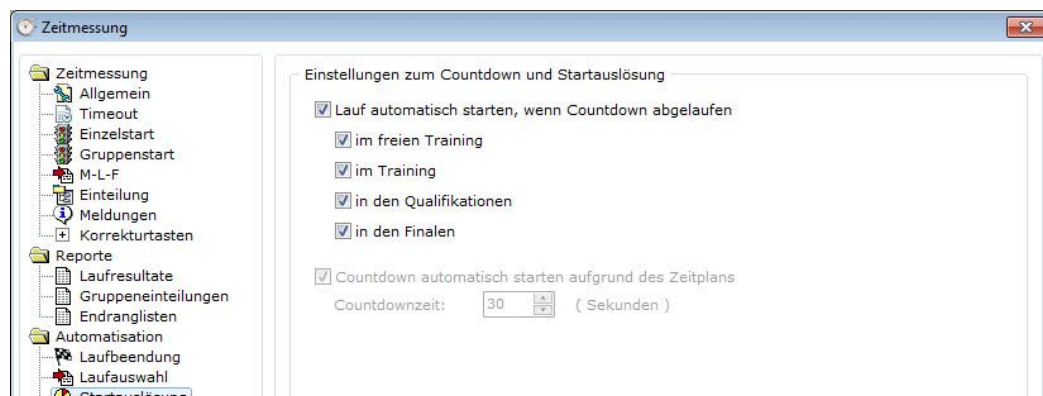 Zeitmessung
Zeitmessung
Allgemein
Timeout
Einzelstart
Gruppenstart
M-L-F
Einteilung
Meldungen
Korrekturtasten
Reporte
Laufresultate
Gruppeneinteilungen
Endranglisten
Automatisation
Laufbeendung
Laufauswahl
Startauslösung
Einstellungen zum Countdown und Startauslösung
Lauf automatisch starten, wenn Countdown abgelaufen
im freien Training
im Training
in den Qualifikationen
in den Finalen
Countdown automatisch starten aufgrund des Zeitplans
Countdownzeit: 30 ( Sekunden )